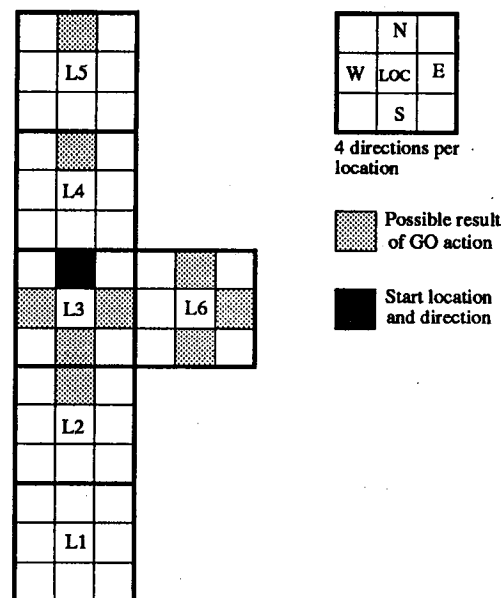 L5
L4
L3 L6
L2
L1
N
W LOC E
S
4 directions per
location
Possible result
of GO action
Start location
and direction